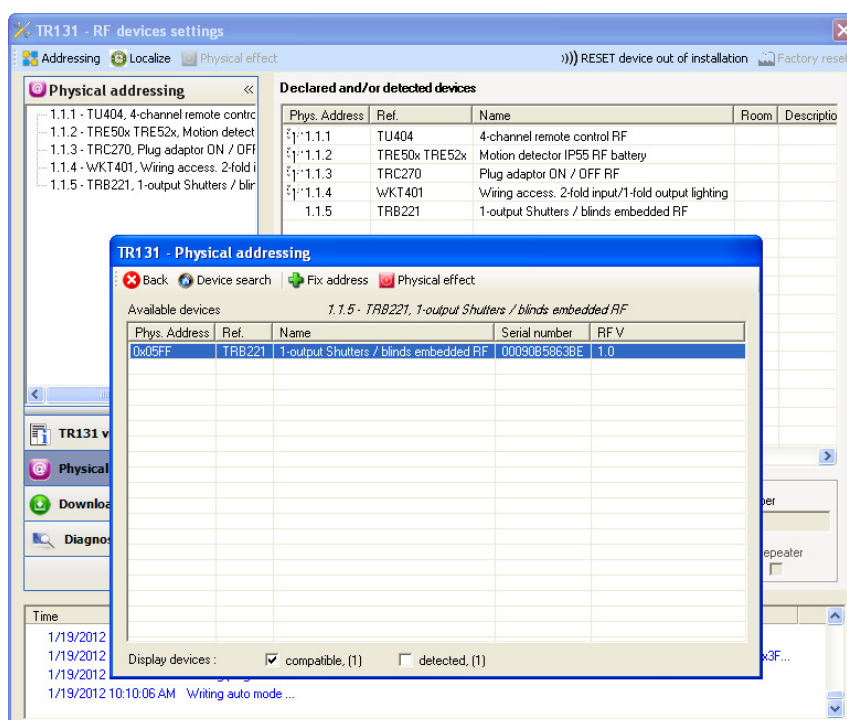 TR131 - RF devices settings
Addressing Localize Physical effect ))) RESET device out of installation Factory reset
Physical addressing «
1.1.1 - TU404, 4-channel remote contrc
1.1.2 - TRE50x TRE52x, Motion detect
1.1.3 - TRC270, Plug adaptor ON / OFF
1.1.4 - WKT401, Wiring access. 2-fold i
1.1.5 - TRB221, 1-output Shutters / blir
Declared and/or detected devices
Phys. Address Ref. Name Room Descriptio
1.1.1 TU404 4-channel remote control RF
1.1.2 TRE50x TRE52x Motion detector IP55 RF battery
1.1.3 TRC270 Plug adaptor ON / OFF RF
1.1.4 WKT401 Wiring access. 2-fold input/1-fold output lighting
1.1.5 TRB221 1-output Shutters / blinds embedded RF
TR131 - Physical addressing
Back Device search Fix address Physical effect
Available devices 1.1.5 - TRB221, 1-output Shutters / blinds embedded RF
Phys. Address Ref. Name Serial number RF V
0x05FF TRB221 1-output Shutters / blinds embedded RF 00090B5863BE 1.0
Display devices : compatible, (1) detected, (1)
TR131 v
Physical
Downloa
Diagnos
ber
epeater
Time
1/19/2012
1/19/2012 x3F...
1/19/2012
1/19/2012 10:10:06 AM Writing auto mode ...